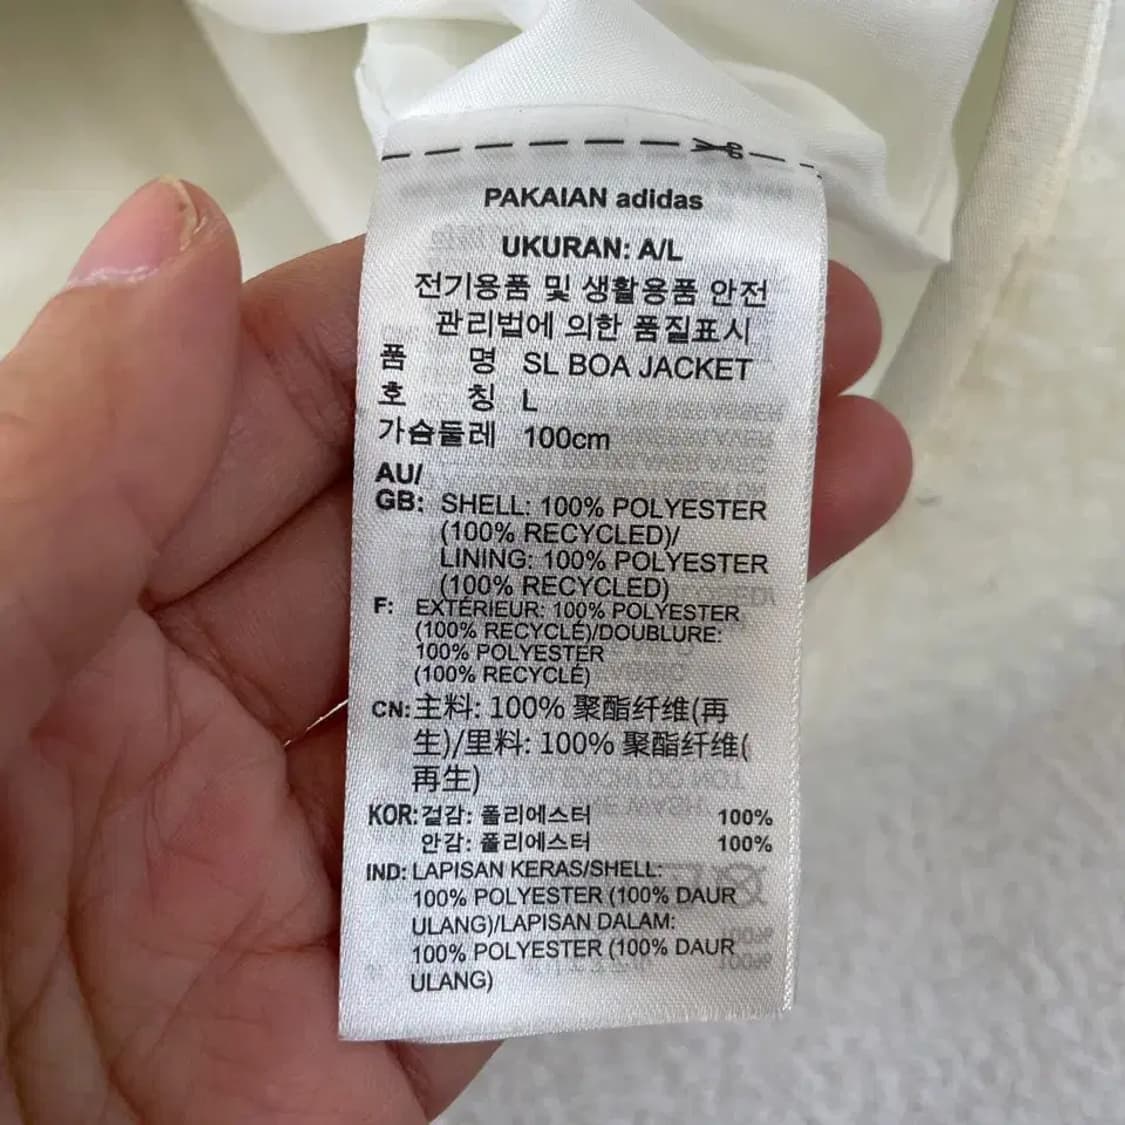 PAKAIAN adidas
UKURAN: A/L
전기용품 및 생활용품 안전
관리법에 의한 품질표시
품 명 SL BOA JACKET
호 칭 L
가슴둘레 100cm
AU/
GB: SHELL: 100% POLYESTER
(100% RECYCLED)/
LINING: 100% POLYESTER
(100% RECYCLED)
F: EXTÉRIEUR: 100% POLYESTER
(100% RECYCLÉ)/DOUBLURE:
100% POLYESTER
(100% RECYCLÉ)
CN: 主料: 100% 聚酯纤维(再
生)/里料: 100% 聚酯纤维(
再生)
KOR: 겉감: 폴리에스터 100%
안감: 폴리에스터 100%
IND: LAPISAN KERAS/SHELL:
100% POLYESTER (100% DAUR
ULANG)/LAPISAN DALAM:
100% POLYESTER (100% DAUR
ULANG)